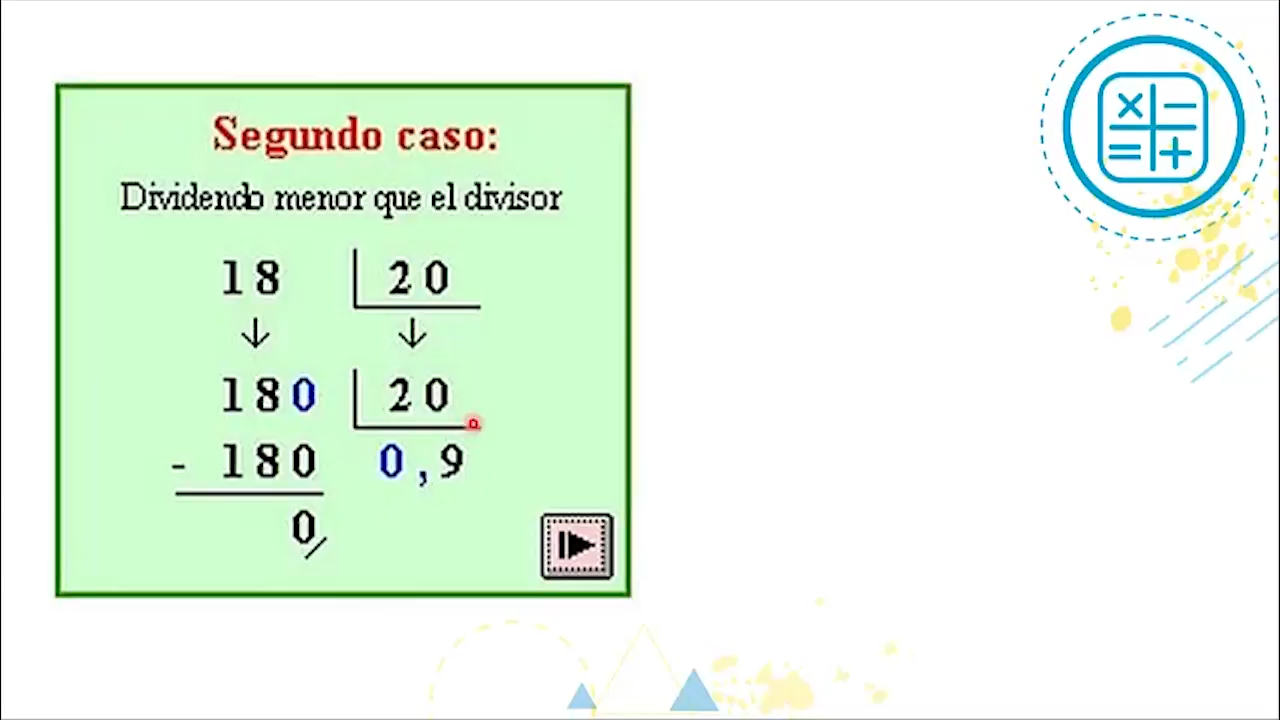 Segundo caso:
Dividendo menor que el divisor
18 20
180 20
- 180 0,9
0